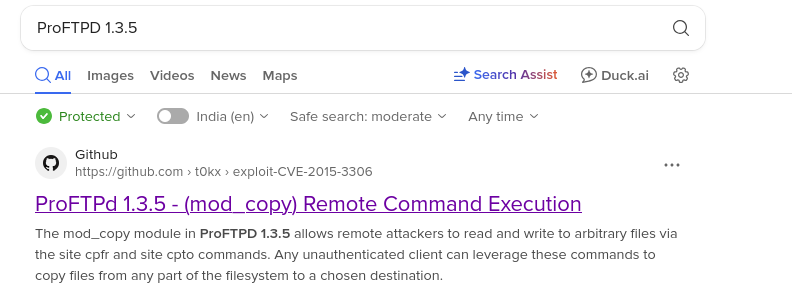 ProFTPD 1.3.5
All Images Videos News Maps Search Assist Duck.ai
Protected India (en) Safe search: moderate Any time
Github
https://github.com › t0kx › exploit-CVE-2015-3306
ProFTPd 1.3.5 - (mod_copy) Remote Command Execution
The mod_copy module in ProFTPD 1.3.5 allows remote attackers to read and write to arbitrary files via
the site cpfr and site cpto commands. Any unauthenticated client can leverage these commands to
copy files from any part of the filesystem to a chosen destination.